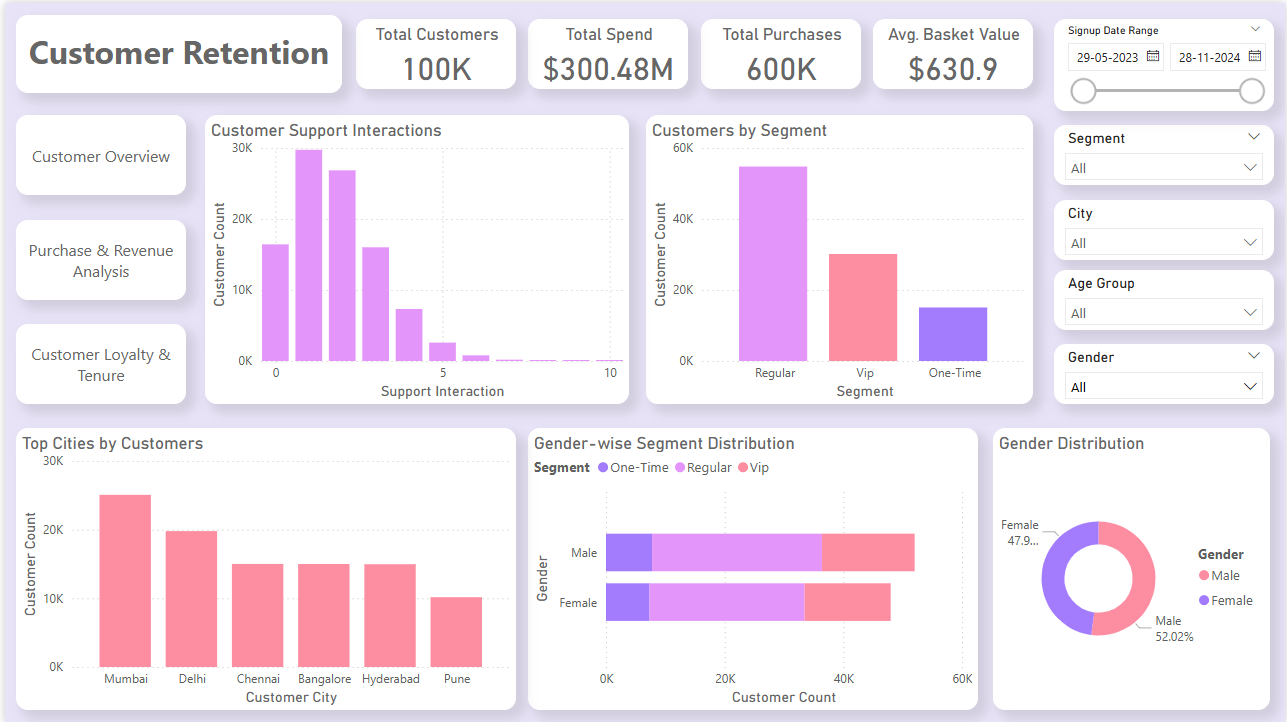 Customer Retention
Total Customers
100K
Total Spend
$300.48M
Total Purchases
600K
Avg. Basket Value
$630.9
Signup Date Range
29-05-2023
28-11-2024
Customer Overview
Purchase & Revenue
Analysis
Customer Loyalty &
Tenure
Customer Support Interactions
Customer Count
30K
20K
10K
0K
0
5
10
Support Interaction
Customers by Segment
Customer Count
60K
40K
20K
0K
Regular
Vip
One-Time
Segment
Segment
All
City
All
Age Group
All
Gender
All
Top Cities by Customers
Customer Count
30K
20K
10K
0K
Mumbai
Delhi
Chennai
Bangalore
Hyderabad
Pune
Customer City
Gender-wise Segment Distribution
Segment
One-Time
Regular
Vip
Gender
Male
Female
0K
20K
40K
60K
Customer Count
Gender Distribution
Female
47.9...
Male
52.02%
Gender
Male
Female